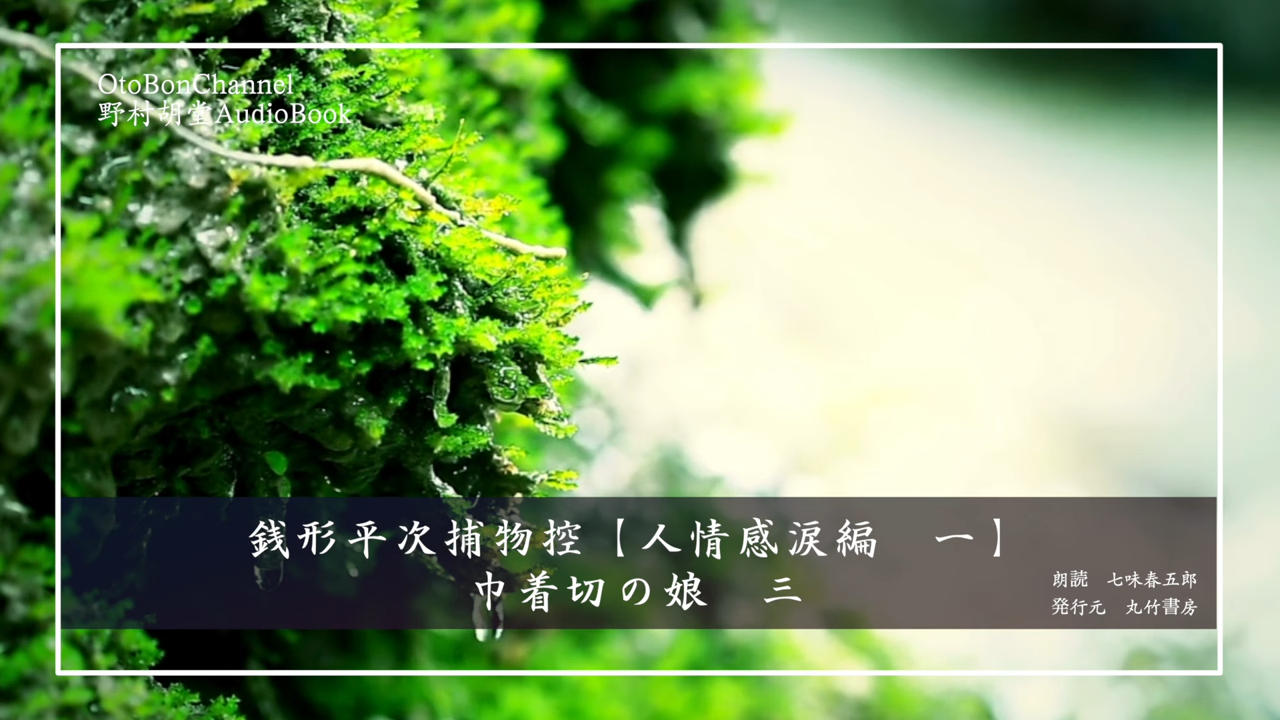 OtoBonChannel
野村胡堂AudioBook
銭形平次捕物控【人情感涙編　一】
巾着切の娘　三
朗読　七味春五郎
発行元　丸竹書房